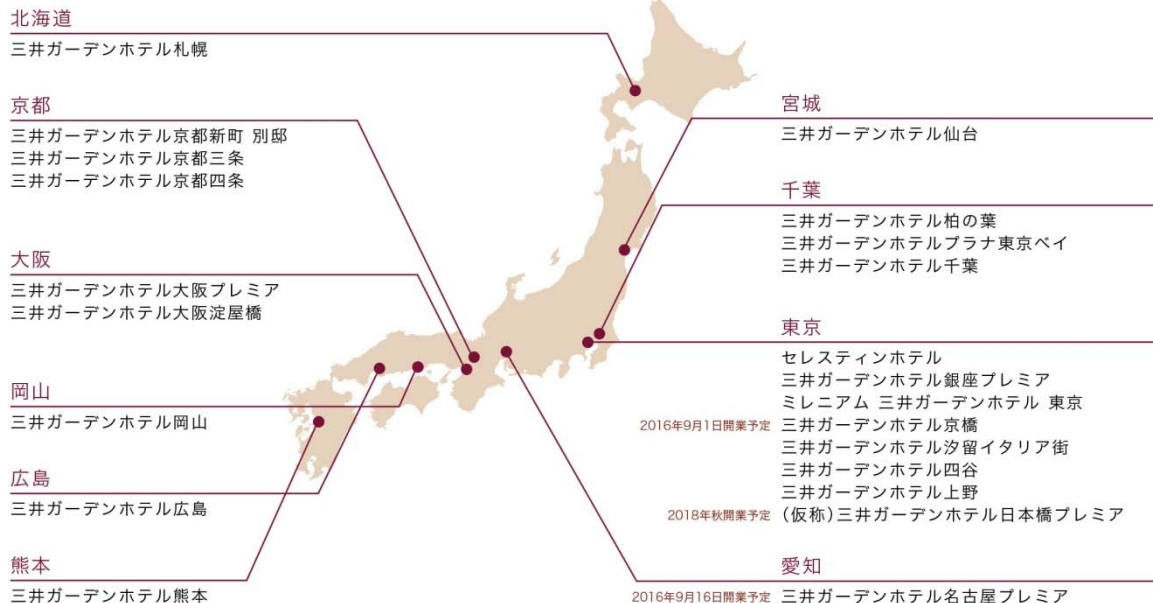 北海道
三井ガーデンホテル札幌
京都
三井ガーデンホテル京都新町 別邸
三井ガーデンホテル京都三条
三井ガーデンホテル京都四条
大阪
三井ガーデンホテル大阪プレミア
三井ガーデンホテル大阪淀屋橋
岡山
三井ガーデンホテル岡山
広島
三井ガーデンホテル広島
熊本
三井ガーデンホテル熊本
宮城
三井ガーデンホテル仙台
千葉
三井ガーデンホテル柏の葉
三井ガーデンホテルプラナ東京ベイ
三井ガーデンホテル千葉
東京
セレスティンホテル
三井ガーデンホテル銀座プレミア
ミレニアム 三井ガーデンホテル 東京
2016年9月1日開業予定 三井ガーデンホテル京橋
三井ガーデンホテル汐留イタリア街
三井ガーデンホテル四谷
三井ガーデンホテル上野
2018年秋開業予定 (仮称)三井ガーデンホテル日本橋プレミア
愛知
2016年9月16日開業予定 三井ガーデンホテル名古屋プレミア